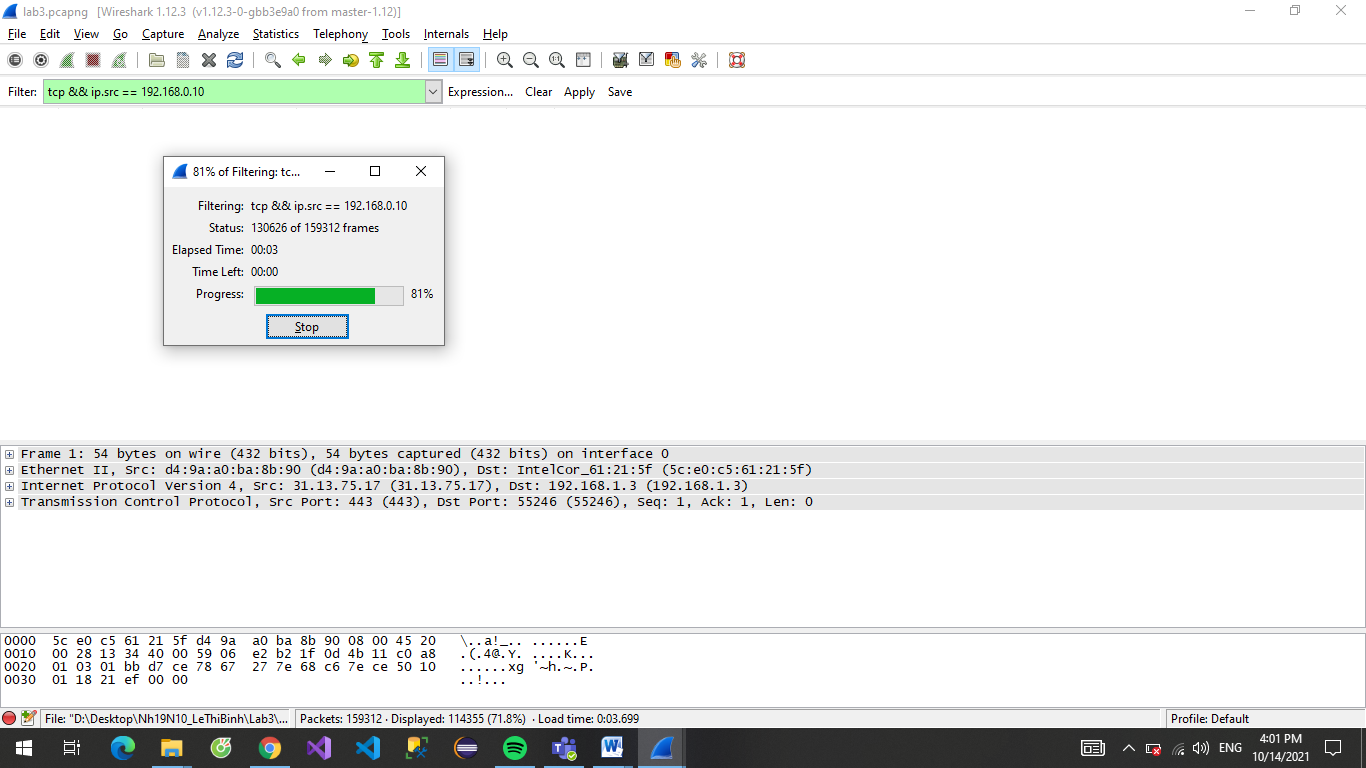 lab3.pcapng [Wireshark 1.12.3 (v1.12.3-0-gbb3e9a0 from master-1.12)]
File Edit View Go Capture Analyze Statistics Telephony Tools Internals Help
Filter: tcp && ip.src == 192.168.0.10 Expression... Clear Apply Save
81% of Filtering: tc...
Filtering: tcp && ip.src == 192.168.0.10
Status: 130626 of 159312 frames
Elapsed Time: 00:03
Time Left: 00:00
Progress: 81%
Stop
Frame 1: 54 bytes on wire (432 bits), 54 bytes captured (432 bits) on interface 0
Ethernet II, Src: d4:9a:a0:ba:8b:90 (d4:9a:a0:ba:8b:90), Dst: IntelCor_61:21:5f (5c:e0:c5:61:21:5f)
Internet Protocol Version 4, Src: 31.13.75.17 (31.13.75.17), Dst: 192.168.1.3 (192.168.1.3)
Transmission Control Protocol, Src Port: 443 (443), Dst Port: 55246 (55246), Seq: 1, Ack: 1, Len: 0
0000 5c e0 c5 61 21 5f d4 9a a0 ba 8b 90 08 00 45 20 \..a!_.. ......E
0010 00 28 13 34 40 00 59 06 e2 b2 1f 0d 4b 11 c0 a8 .(.4@.Y. ....K...
0020 01 03 01 bb d7 ce 78 67 27 7e 68 c6 7e ce 50 10 ......xg '~h.~.P.
0030 01 18 21 ef 00 00 ..!...
File: "D:\Desktop\Nh19N10_LeThiBinh\Lab3\... Packets: 159312 · Displayed: 114355 (71.8%) · Load time: 0:03.699 Profile: Default
ENG 4:01 PM
10/14/2021